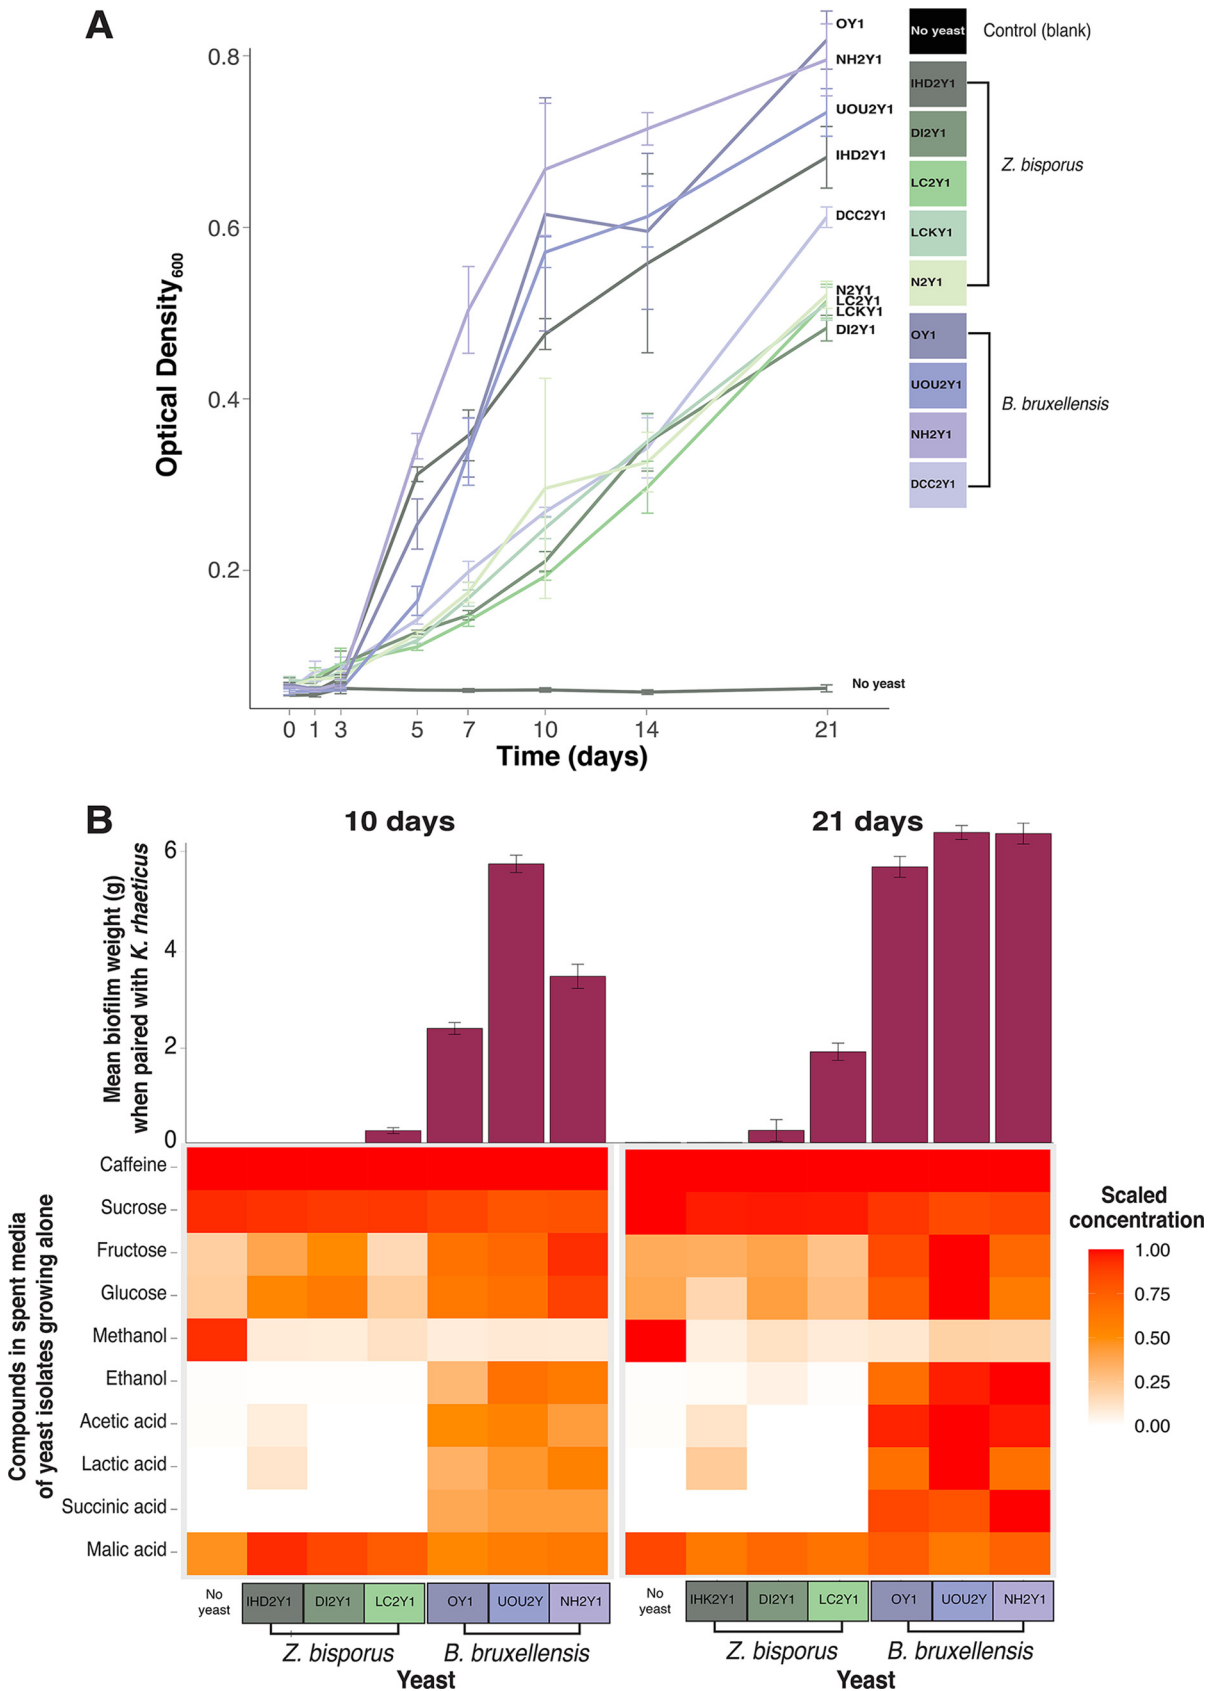 A
Optical Density600
0.8
0.6
0.4
0.2
0 1 3 5 7 10 14 21
Time (days)
OY1
NH2Y1
UOU2Y1
IHD2Y1
DCC2Y1
N2Y1
LC2Y1
LCKY1
DI2Y1
No yeast
No yeast Control (blank)
IHD2Y1
DI2Y1
LC2Y1
LCKY1
N2Y1
Z. bisporus
OY1
UOU2Y1
NH2Y1
DCC2Y1
B. bruxellensis
B
10 days
21 days
Mean biofilm weight (g)
when paired with K. rhaeticus
6
4
2
0
Compounds in spent media
of yeast isolates growing alone
Caffeine
Sucrose
Fructose
Glucose
Methanol
Ethanol
Acetic acid
Lactic acid
Succinic acid
Malic acid
Scaled
concentration
1.00
0.75
0.50
0.25
0.00
No
yeast
IHD2Y1 DI2Y1 LC2Y1 OY1 UOU2Y NH2Y1
Z. bisporus B. bruxellensis
Yeast
No
yeast
IHK2Y1 DI2Y1 LC2Y1 OY1 UOU2Y NH2Y1
Z. bisporus B. bruxellensis
Yeast